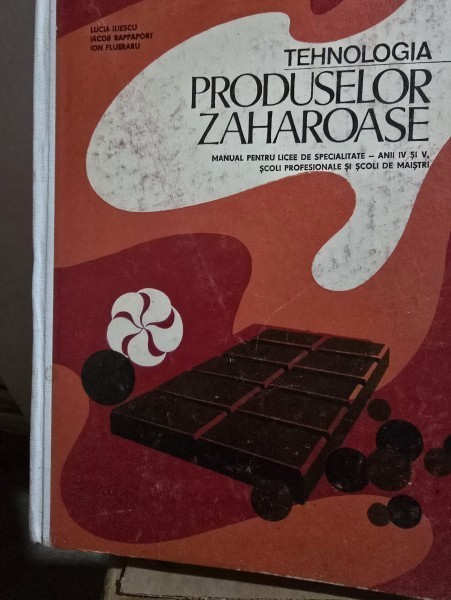 LUCIA ILIESCU
IACOB RAPPAPORT
ION FLUERARU
TEHNOLOGIA
PRODUSELOR
ZAHAROASE
MANUAL PENTRU LICEE DE SPECIALITATE – ANII IV ȘI V,
ȘCOLI PROFESIONALE ȘI ȘCOLI DE MAIȘTRI